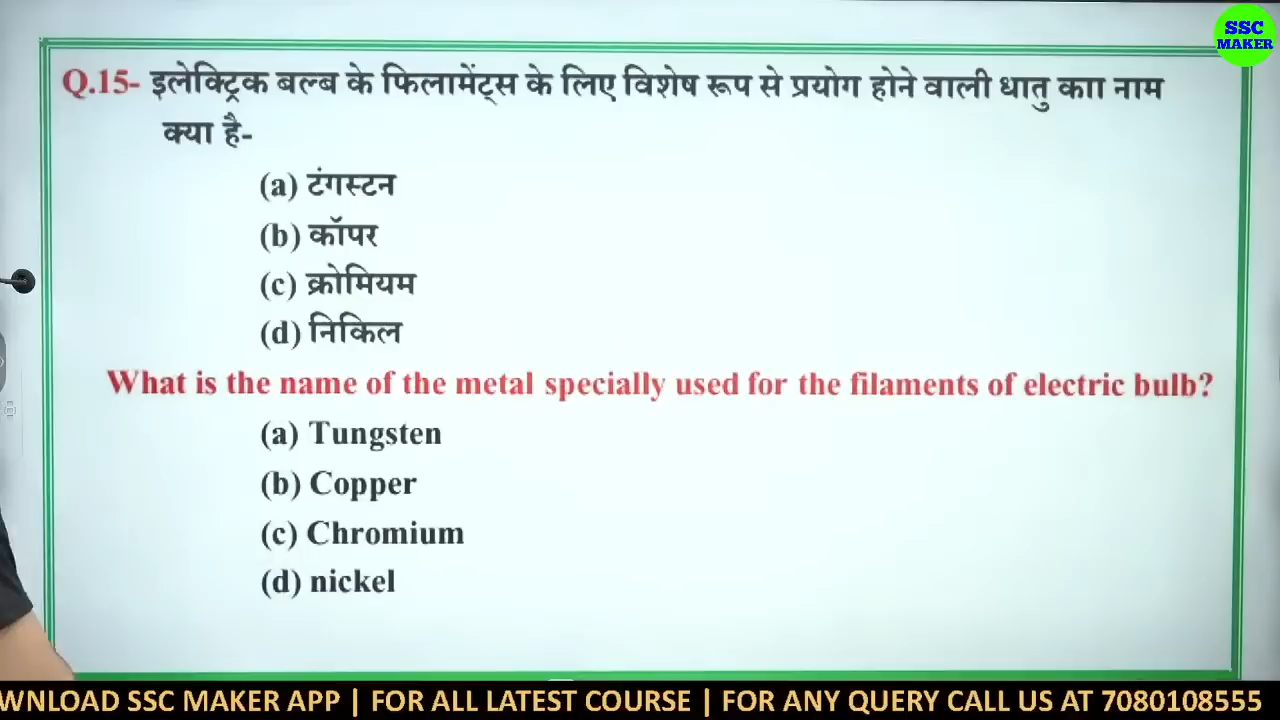 SSC
MAKER
Q.15- इलेक्ट्रिक बल्ब के फिलामेंट्स के लिए विशेष रूप से प्रयोग होने वाली धातु काा नाम
क्या है-
(a) टंगस्टन
(b) कॉपर
(c) क्रोमियम
(d) निकिल
What is the name of the metal specially used for the filaments of electric bulb?
(a) Tungsten
(b) Copper
(c) Chromium
(d) nickel
WNLOAD SSC MAKER APP | FOR ALL LATEST COURSE | FOR ANY QUERY CALL US AT 7080108555